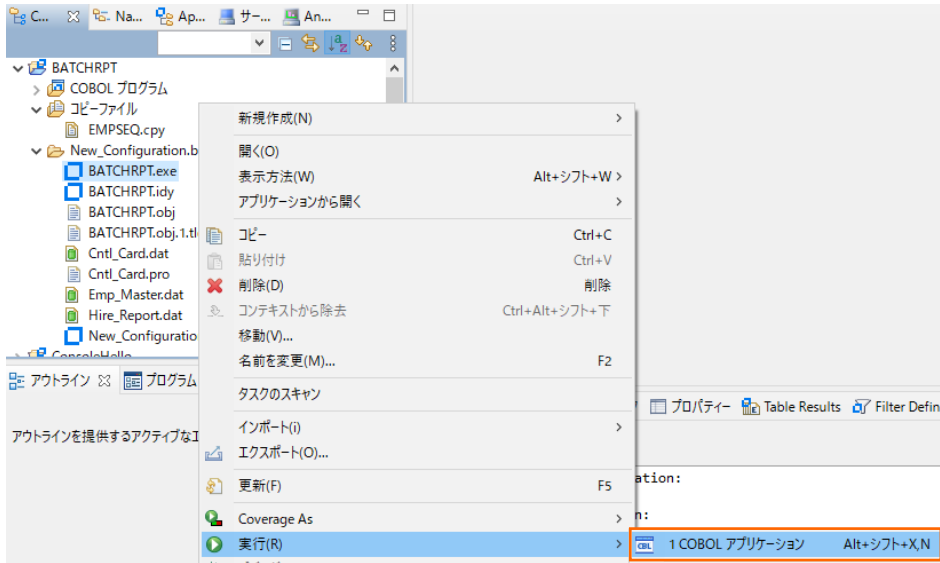 C...
Na...
Ap...
サー...
An...
BATCHRPT
COBOL プログラム
コピーファイル
EMPSEQ.cpy
New_Configuration.b
BATCHRPT.exe
BATCHRPT.idy
BATCHRPT.obj
BATCHRPT.obj.1.tl
Cntl_Card.dat
Cntl_Card.pro
Emp_Master.dat
Hire_Report.dat
New_Configuratio
ConsoleHello
アウトライン
プログラム
アウトラインを提供するアクティブなエ
新規作成(N)
開く(O)
表示方法(W) Alt+シフト+W
アプリケーションから開く
コピー Ctrl+C
貼り付け Ctrl+V
削除(D) 削除
コンテキストから除去 Ctrl+Alt+シフト+下
移動(V)...
名前を変更(M)... F2
タスクのスキャン
インポート(i)
エクスポート(O)...
更新(F) F5
Coverage As
実行(R)
プロパティー
Table Results
Filter Defin
ation:
n:
1 COBOL アプリケーション Alt+シフト+X,N